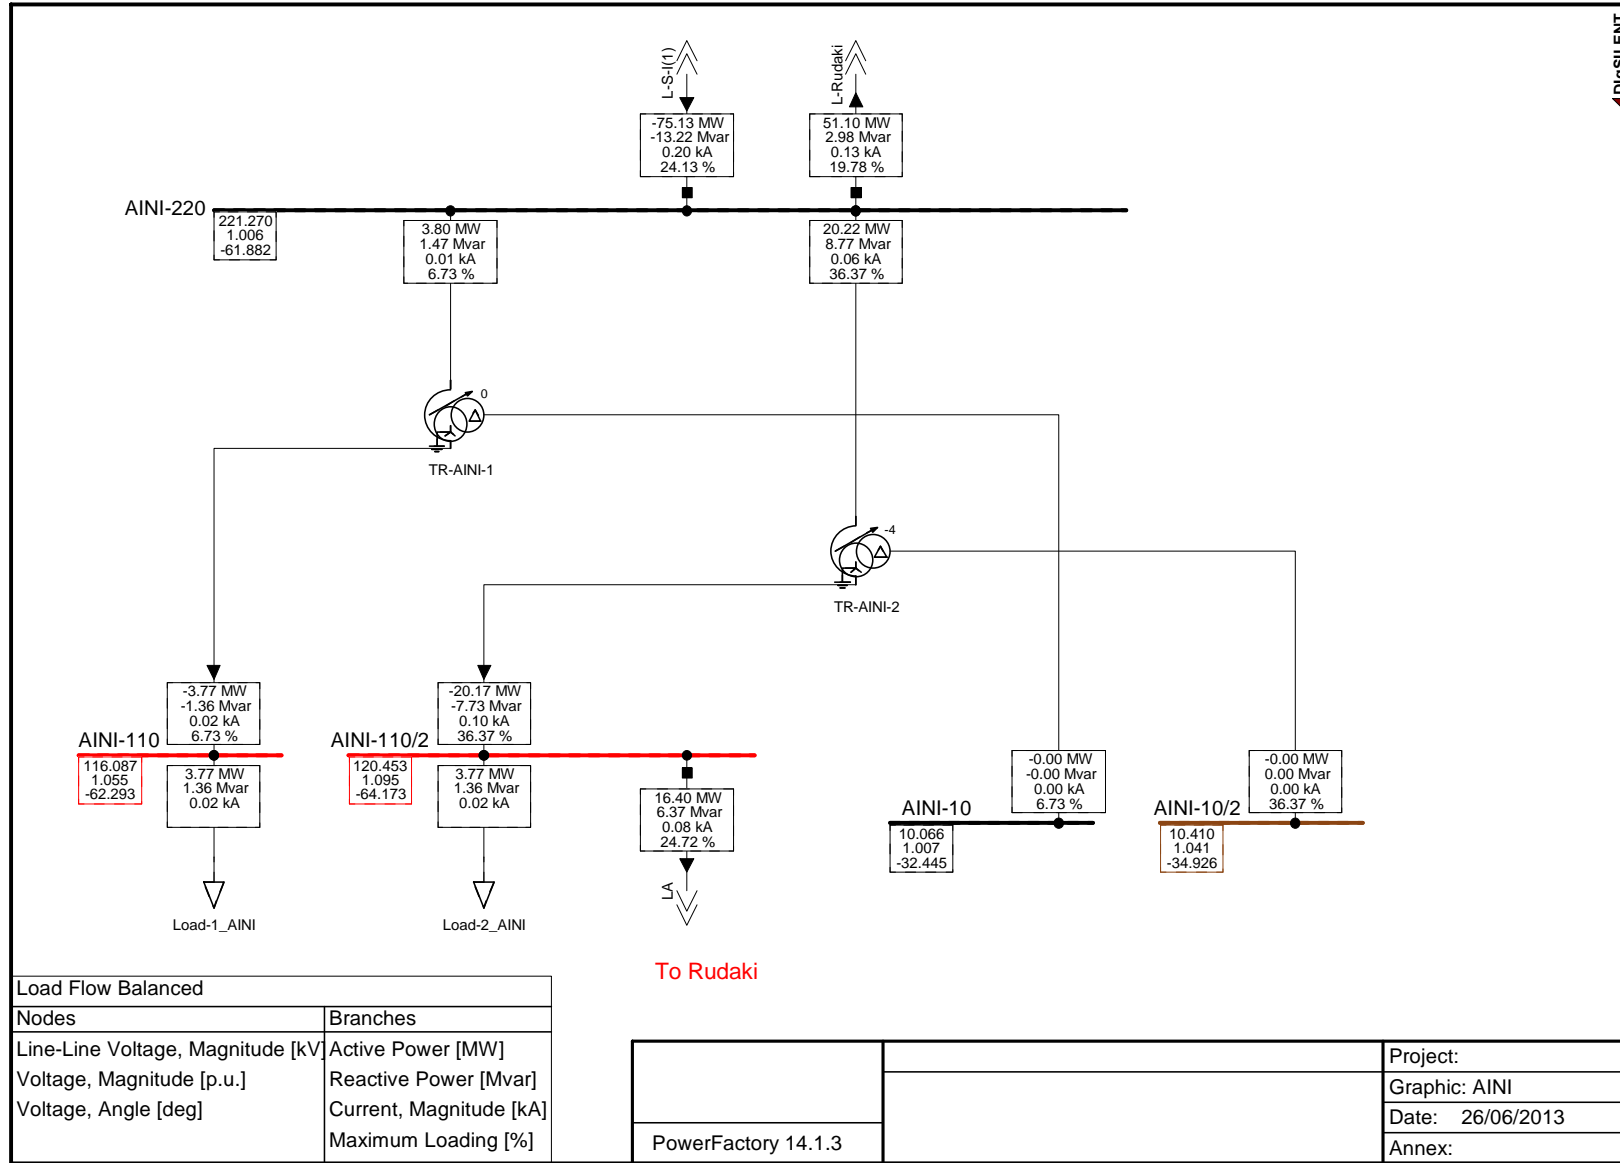 DIgSILENT
L-S-I(1)
L-Rudaki
-75.13 MW
-13.22 Mvar
0.20 kA
24.13 %
51.10 MW
2.98 Mvar
0.13 kA
19.78 %
AINI-220
221.270
1.006
-61.882
3.80 MW
1.47 Mvar
0.01 kA
6.73 %
20.22 MW
8.77 Mvar
0.06 kA
36.37 %
0
TR-AINI-1
-4
TR-AINI-2
-3.77 MW
-1.36 Mvar
0.02 kA
6.73 %
-20.17 MW
-7.73 Mvar
0.10 kA
36.37 %
AINI-110
116.087
1.055
-62.293
3.77 MW
1.36 Mvar
0.02 kA
AINI-110/2
120.453
1.095
-64.173
3.77 MW
1.36 Mvar
0.02 kA
16.40 MW
6.37 Mvar
0.08 kA
24.72 %
-0.00 MW
-0.00 Mvar
0.00 kA
6.73 %
-0.00 MW
0.00 Mvar
0.00 kA
36.37 %
AINI-10
10.066
1.007
-32.445
AINI-10/2
10.410
1.041
-34.926
LA
Load-1_AINI
Load-2_AINI
To Rudaki
Load Flow Balanced
Nodes
Branches
Line-Line Voltage, Magnitude [kV]
Active Power [MW]
Voltage, Magnitude [p.u.]
Reactive Power [Mvar]
Voltage, Angle [deg]
Current, Magnitude [kA]
Maximum Loading [%]
PowerFactory 14.1.3
Project:
Graphic: AINI
Date: 26/06/2013
Annex: